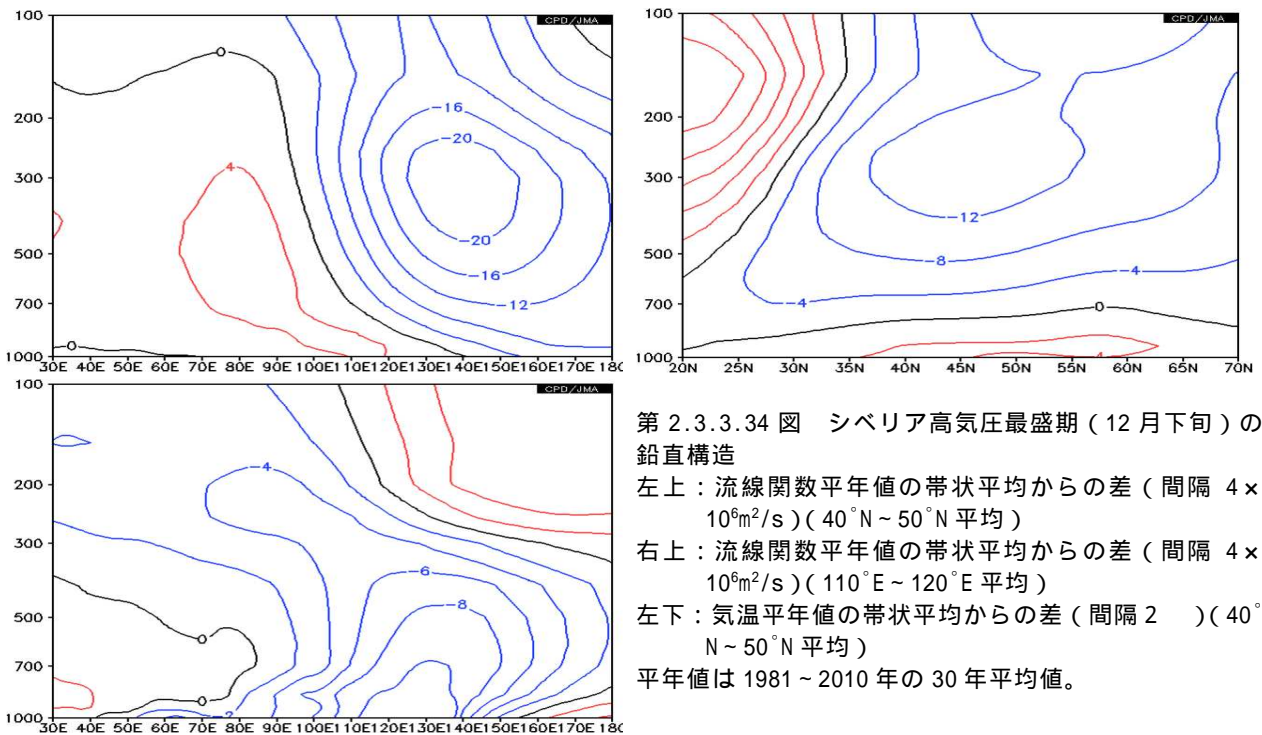 CPD/JMA
100
200
300
500
700
1000
0
4
-16
-20
-20
-16
-12
0
30E 40E 50E 60E 70E 80E 90E 100E 110E 120E 130E 140E 150E 160E 170E 180
CPD/JMA
100
200
300
500
700
1000
-12
-8
-4
-4
0
4
20N 25N 30N 35N 40N 45N 50N 55N 60N 65N 70N
CPD/JMA
100
200
300
500
700
1000
-4
-6
-8
0
0
-2
30E 40E 50E 60E 70E 80E 90E 100E 110E 120E 130E 140E 150E 160E 170E 180
第 2.3.3.34 図 シベリア高気圧最盛期(12 月下旬)の
鉛直構造
左上:流線関数平年値の帯状平均からの差(間隔 4×
10⁶㎡/s)(40°N~50°N 平均)
右上:流線関数平年値の帯状平均からの差(間隔 4×
10⁶㎡/s)(110°E~120°E 平均)
左下:気温平年値の帯状平均からの差(間隔 2 )(40°
N~50°N 平均)
平年値は 1981~2010 年の 30 年平均値。